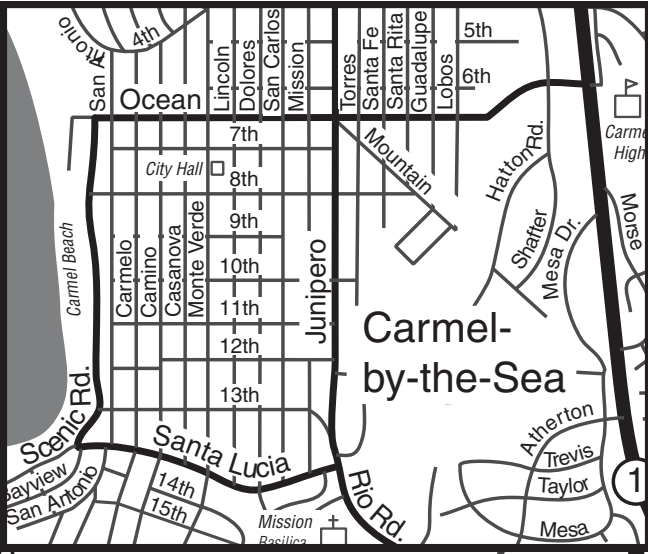 San Antonio
4th
Lincoln
Dolores
San Carlos
Mission
Torres
Santa Fe
Santa Rita
Guadalupe
Lobos
5th
6th
Ocean
Carme
High
7th
City Hall
8th
Mountain
Hatton Rd.
Shafter
Mesa Dr.
Morse
Carmel Beach
Carmelo
Camino
Casanova
Monte Verde
9th
10th
11th
12th
13th
Junipero
Carmel-
by-the-Sea
Scenic Rd.
Santa Lucia
Bayview
San Antonio
14th
15th
Mission
Basilica
Rio Rd.
Atherton
Trevis
Taylor
Mesa
1